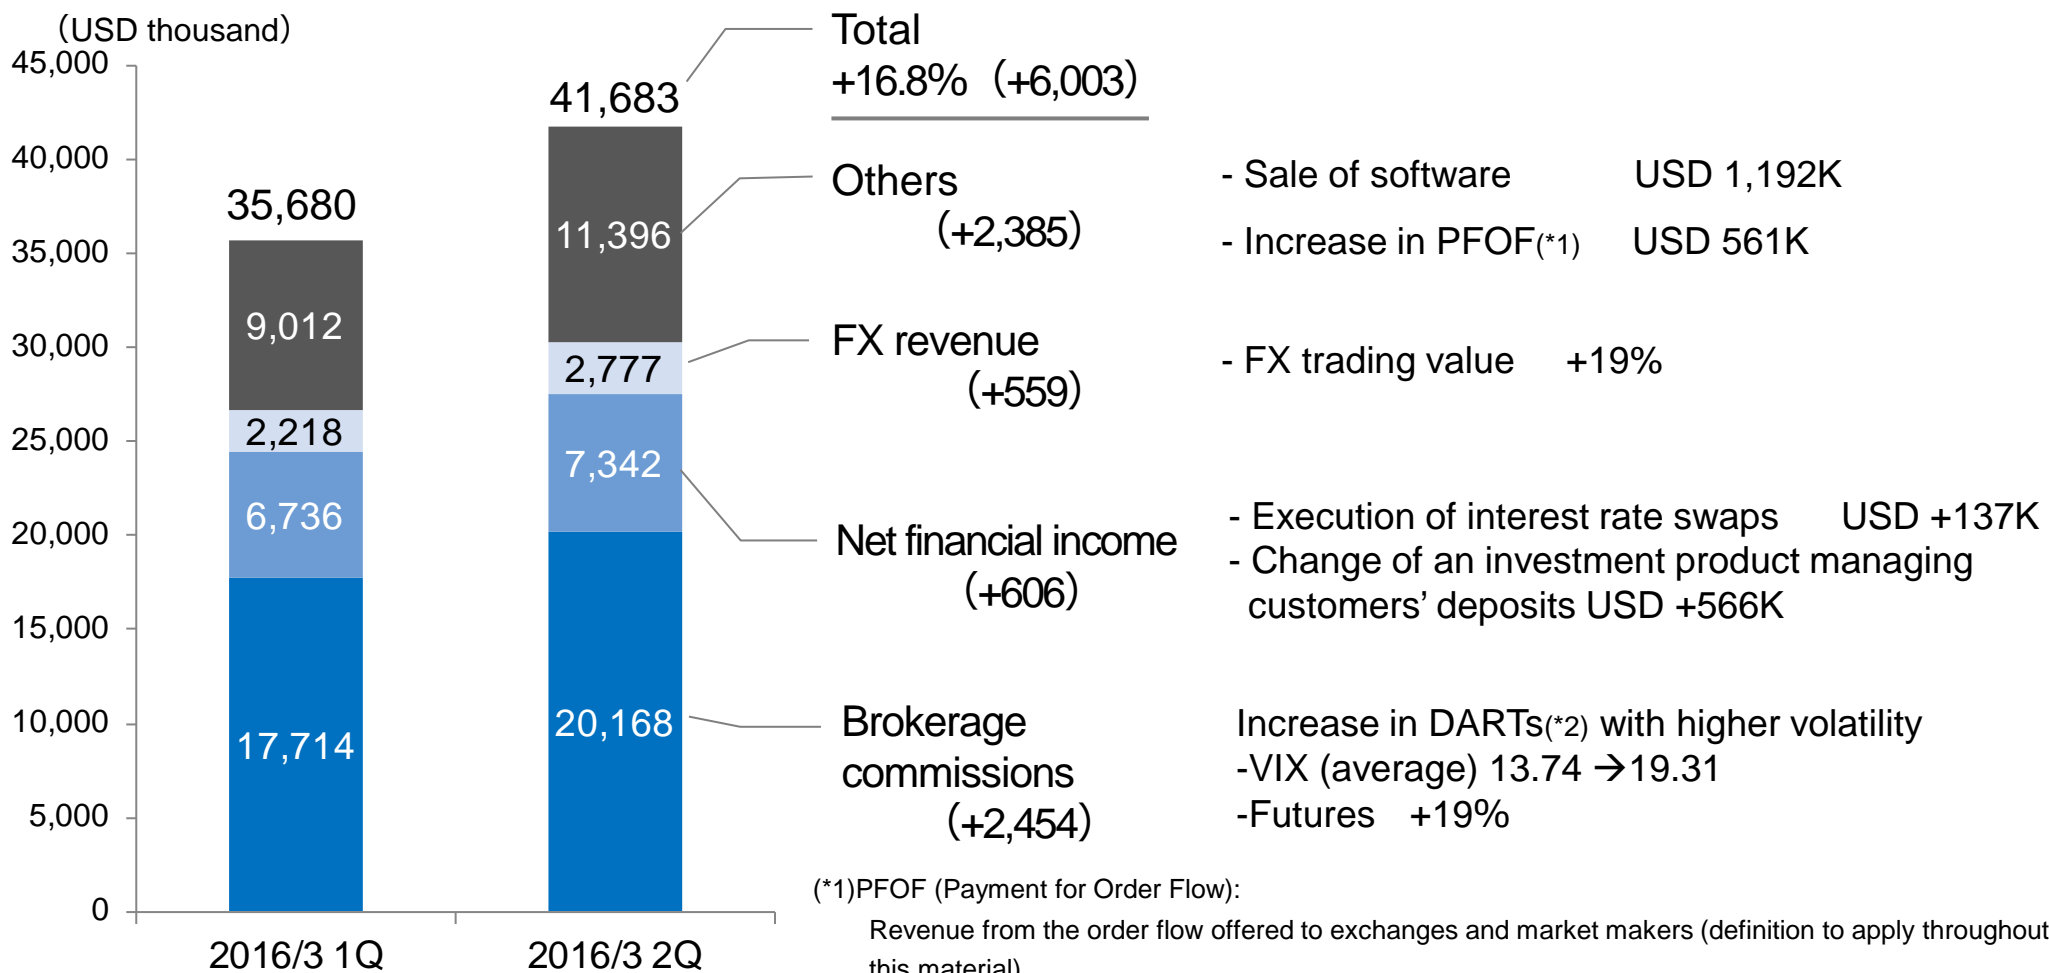 （USD thousand）
45,000
40,000
35,000
30,000
25,000
20,000
15,000
10,000
5,000
0
35,680
9,012
2,218
6,736
17,714
2016/3 1Q
41,683
11,396
2,777
7,342
20,168
2016/3 2Q
Total
+16.8%（+6,003）
Others
（+2,385）
- Sale of software USD 1,192K
- Increase in PFOF(*1) USD 561K
FX revenue
（+559）
- FX trading value +19%
Net financial income
（+606）
- Execution of interest rate swaps USD +137K
- Change of an investment product managing
customers’ deposits USD +566K
Brokerage
commissions
（+2,454）
Increase in DARTs(*2) with higher volatility
-VIX (average) 13.74 →19.31
-Futures +19%
(*1)PFOF (Payment for Order Flow):
Revenue from the order flow offered to exchanges and market makers (definition to apply throughout
this material)